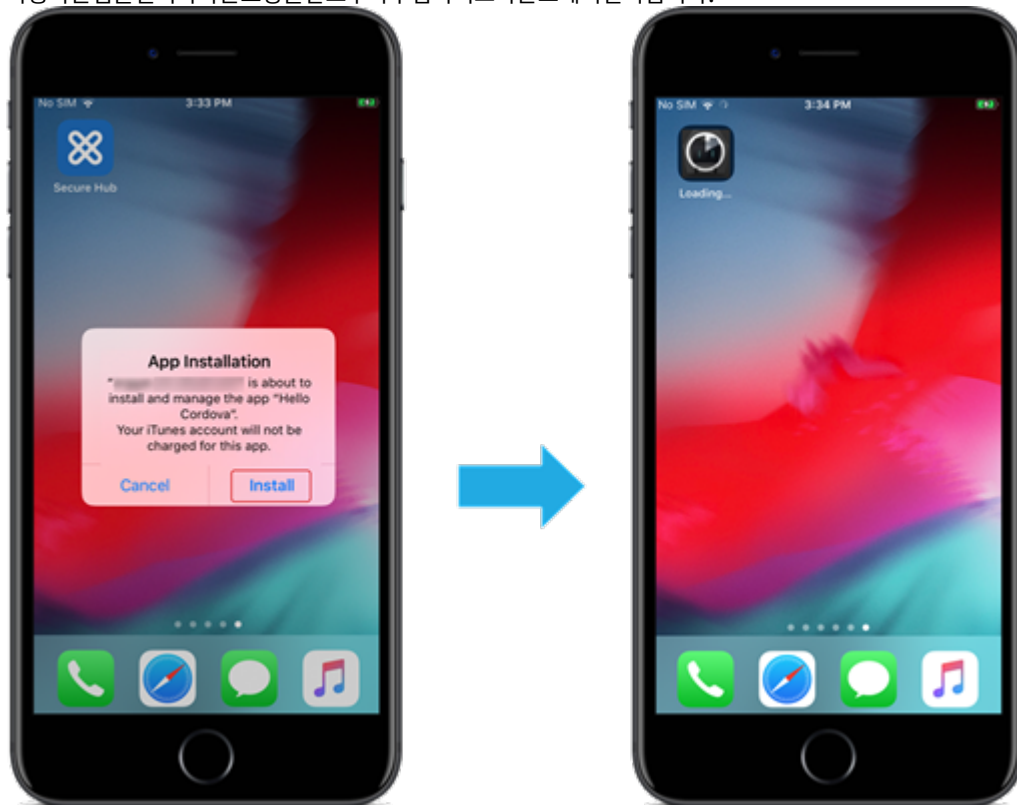 No SIM
3:33 PM
Secure Hub
App Installation
" is about to
install and manage the app "Hello
Cordova".
Your iTunes account will not be
charged for this app.
Cancel
Install
No SIM
3:34 PM
Loading...